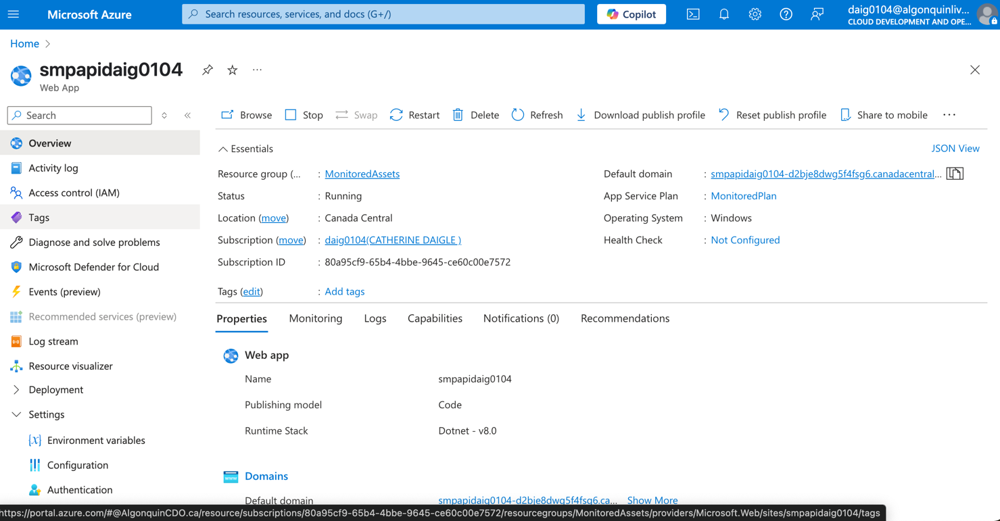 Microsoft Azure
Search resources, services, and docs (G+/)
Copilot
daig0104@algonquinliv...
CLOUD DEVELOPMENT AND OPE...
Home
smpapidaig0104
Web App
Search
Browse Stop Swap Restart Delete Refresh Download publish profile Reset publish profile Share to mobile
Overview
Activity log
Access control (IAM)
Tags
Diagnose and solve problems
Microsoft Defender for Cloud
Events (preview)
Recommended services (preview)
Log stream
Resource visualizer
Deployment
Settings
Environment variables
Configuration
Authentication
Essentials
JSON View
Resource group (... : MonitoredAssets
Status : Running
Location (move) : Canada Central
Subscription (move) : daig0104(CATHERINE DAIGLE )
Subscription ID : 80a95cf9-65b4-4bbe-9645-ce60c00e7572
Default domain : smpapidaig0104-d2bje8dwg5f4fsg6.canadacentral...
App Service Plan : MonitoredPlan
Operating System : Windows
Health Check : Not Configured
Tags (edit) : Add tags
Properties Monitoring Logs Capabilities Notifications (0) Recommendations
Web app
Name smpapidaig0104
Publishing model Code
Runtime Stack Dotnet - v8.0
Domains
Default domain smpapidaig0104-d2bje8dwg5f4fsg6.ca... Show More
https://portal.azure.com/#@AlgonquinCDO.ca/resource/subscriptions/80a95cf9-65b4-4bbe-9645-ce60c00e7572/resourcegroups/MonitoredAssets/providers/Microsoft.Web/sites/smpapidaig0104/tags